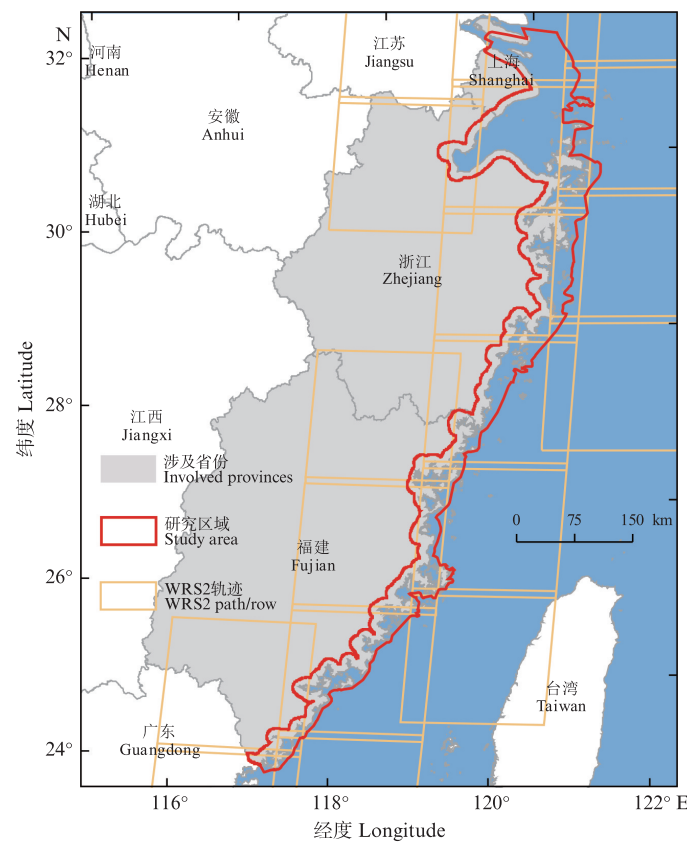 N
32°
30°
28°
26°
24°
纬度 Latitude
河南
Henan
江苏
Jiangsu
上海
Shanghai
安徽
Anhui
湖北
Hubei
浙江
Zhejiang
江西
Jiangxi
涉及省份
Involved provinces
研究区域
Study area
WRS2轨迹
WRS2 path/row
0 75 150 km
福建
Fujian
台湾
Taiwan
广东
Guangdong
116° 118° 120° 122° E
经度 Longitude